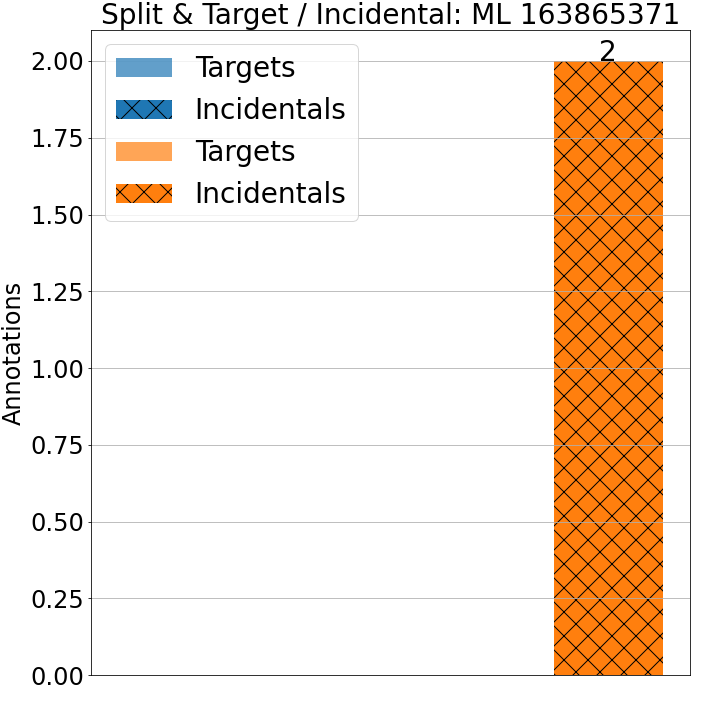 Split & Target / Incidental: ML 163865371
2
2.00
1.75
1.50
1.25
1.00
0.75
0.50
0.25
0.00
Annotations
Targets
Incidentals
Targets
Incidentals